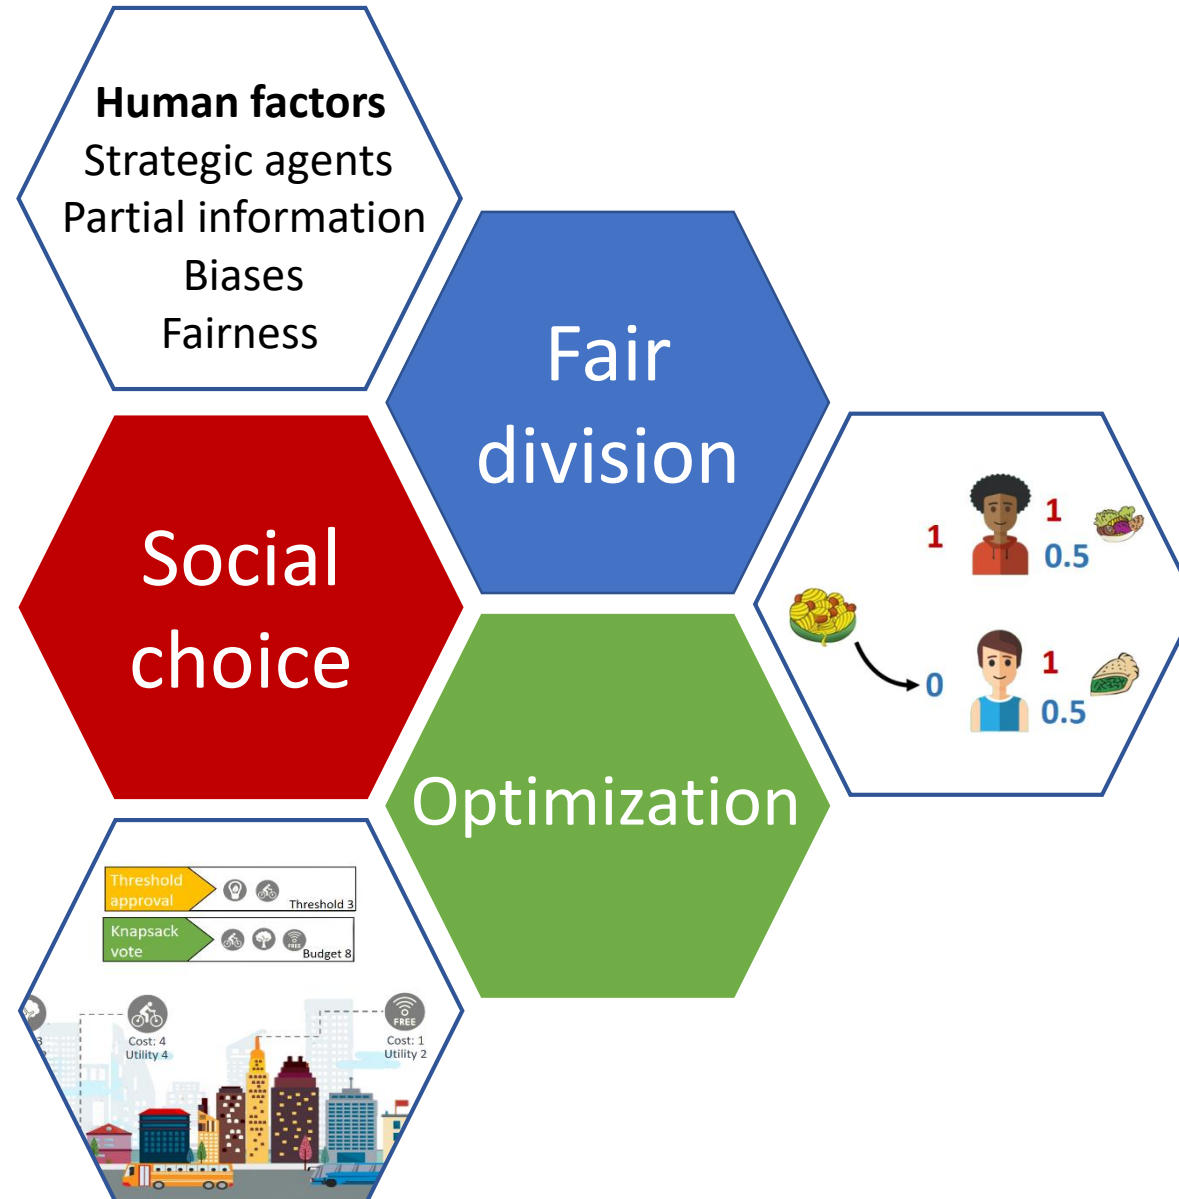 Human factors
Strategic agents
Partial information
Biases
Fairness
Fair
division
Social
choice
1
1
0.5
0
1
0.5
Optimization
Threshold
approval
Threshold 3
Knapsack
vote
FREE
Budget 8
FREE
3
Cost: 4
Utility 4
Cost: 1
Utility 2